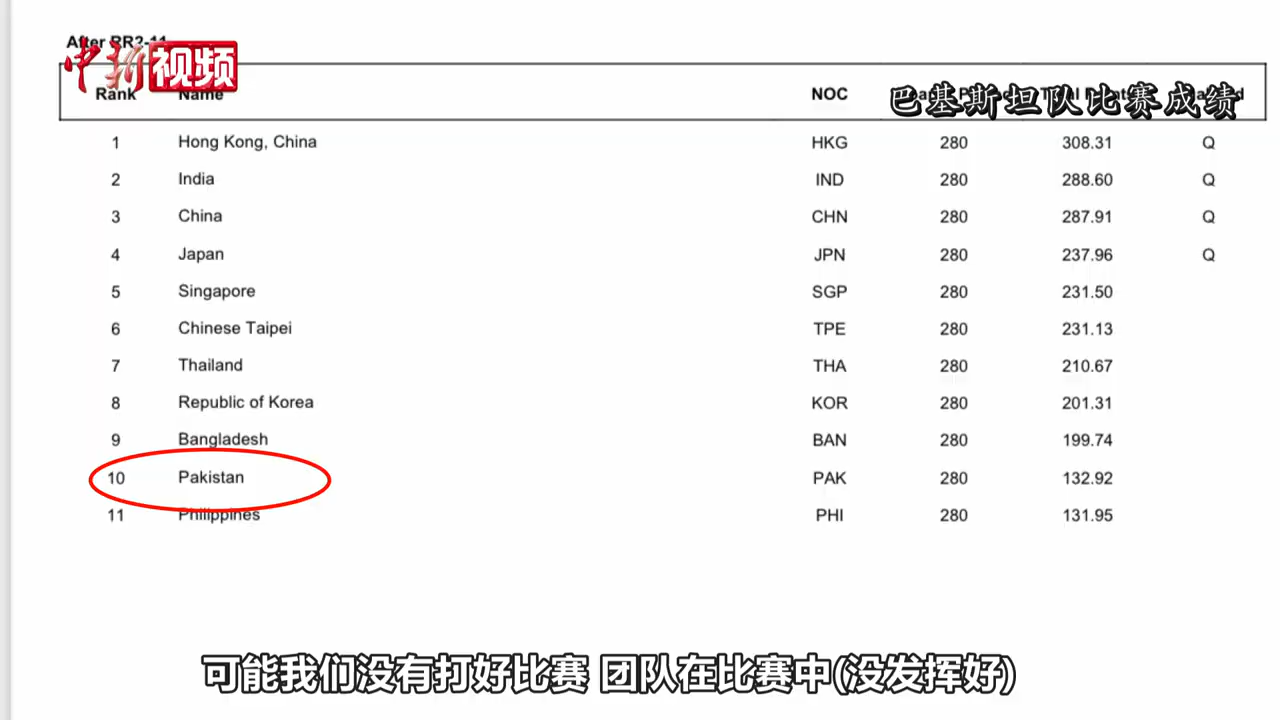 After RR2-11
中新视频
Rank Name NOC 巴基斯坦队比赛成绩
1 Hong Kong, China HKG 280 308.31 Q
2 India IND 280 288.60 Q
3 China CHN 280 287.91 Q
4 Japan JPN 280 237.96 Q
5 Singapore SGP 280 231.50
6 Chinese Taipei TPE 280 231.13
7 Thailand THA 280 210.67
8 Republic of Korea KOR 280 201.31
9 Bangladesh BAN 280 199.74
10 Pakistan PAK 280 132.92
11 Philippines PHI 280 131.95
可能我们没有打好比赛 团队在比赛中(没发挥好)